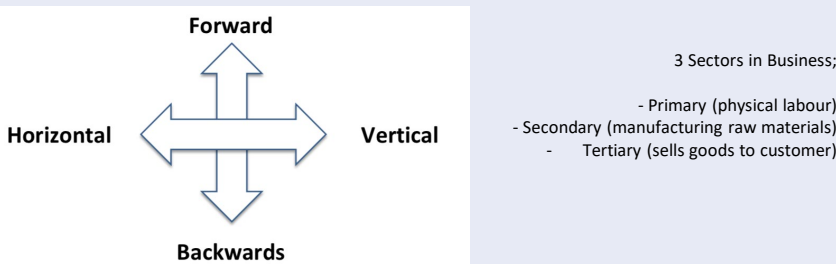 Forward
Horizontal
Vertical
Backwards
3 Sectors in Business;
- Primary (physical labour)
- Secondary (manufacturing raw materials)
- Tertiary (sells goods to customer)